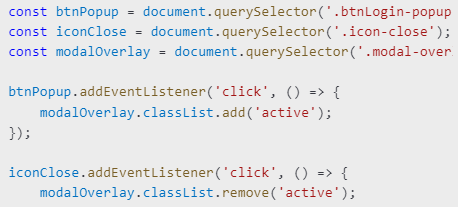 const btnPopup = document.querySelector('.btnLogin-popup
const iconClose = document.querySelector('.icon-close');
const modalOverlay = document.querySelector('.modal-over
btnPopup.addEventListener('click', () => {
    modalOverlay.classList.add('active');
});
iconClose.addEventListener('click', () => {
    modalOverlay.classList.remove('active');